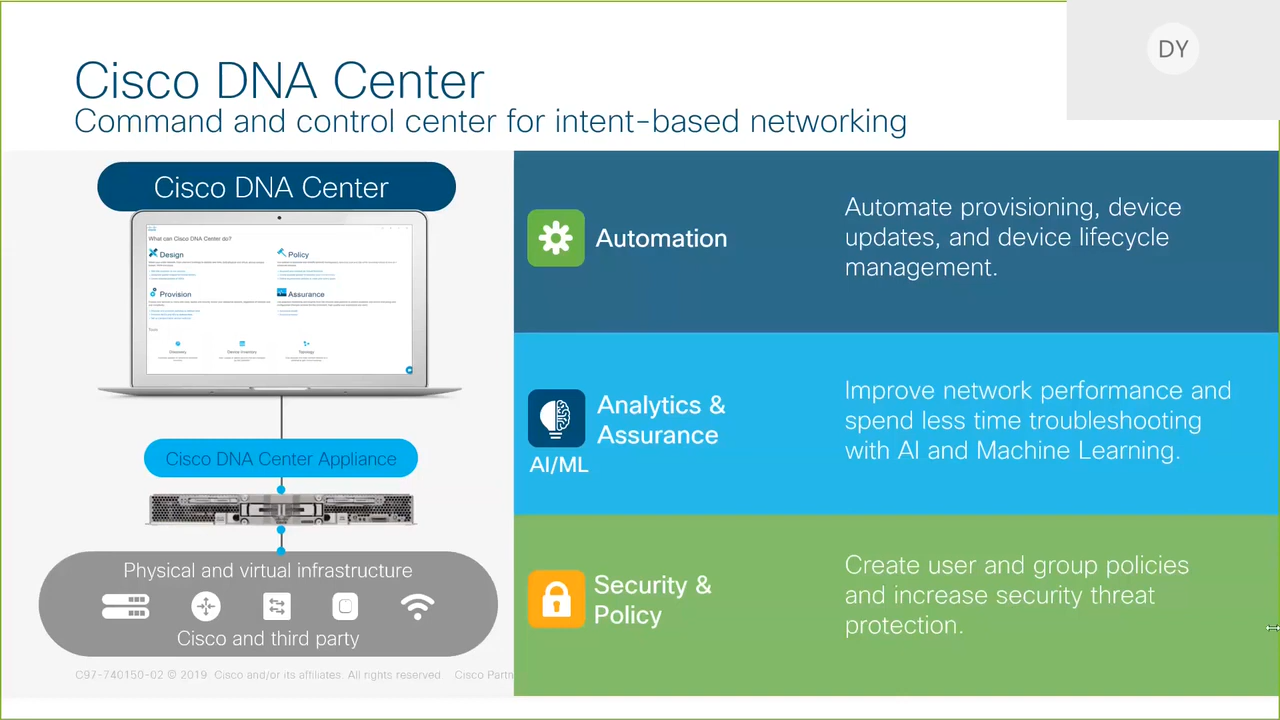 DY
Cisco DNA Center
Command and control center for intent-based networking
Cisco DNA Center
What can Cisco DNA Center do?
Design
Policy
Provision
Assurance
Tools
Discovery
Device Inventory
Topology
Cisco DNA Center Appliance
Physical and virtual infrastructure
Cisco and third party
Automation
Automate provisioning, device
updates, and device lifecycle
management.
Analytics &
Assurance
AI/ML
Improve network performance and
spend less time troubleshooting
with AI and Machine Learning.
Security &
Policy
Create user and group policies
and increase security threat
protection.
C97-740150-02 © 2019 Cisco and/or its affiliates. All rights reserved. Cisco Partn